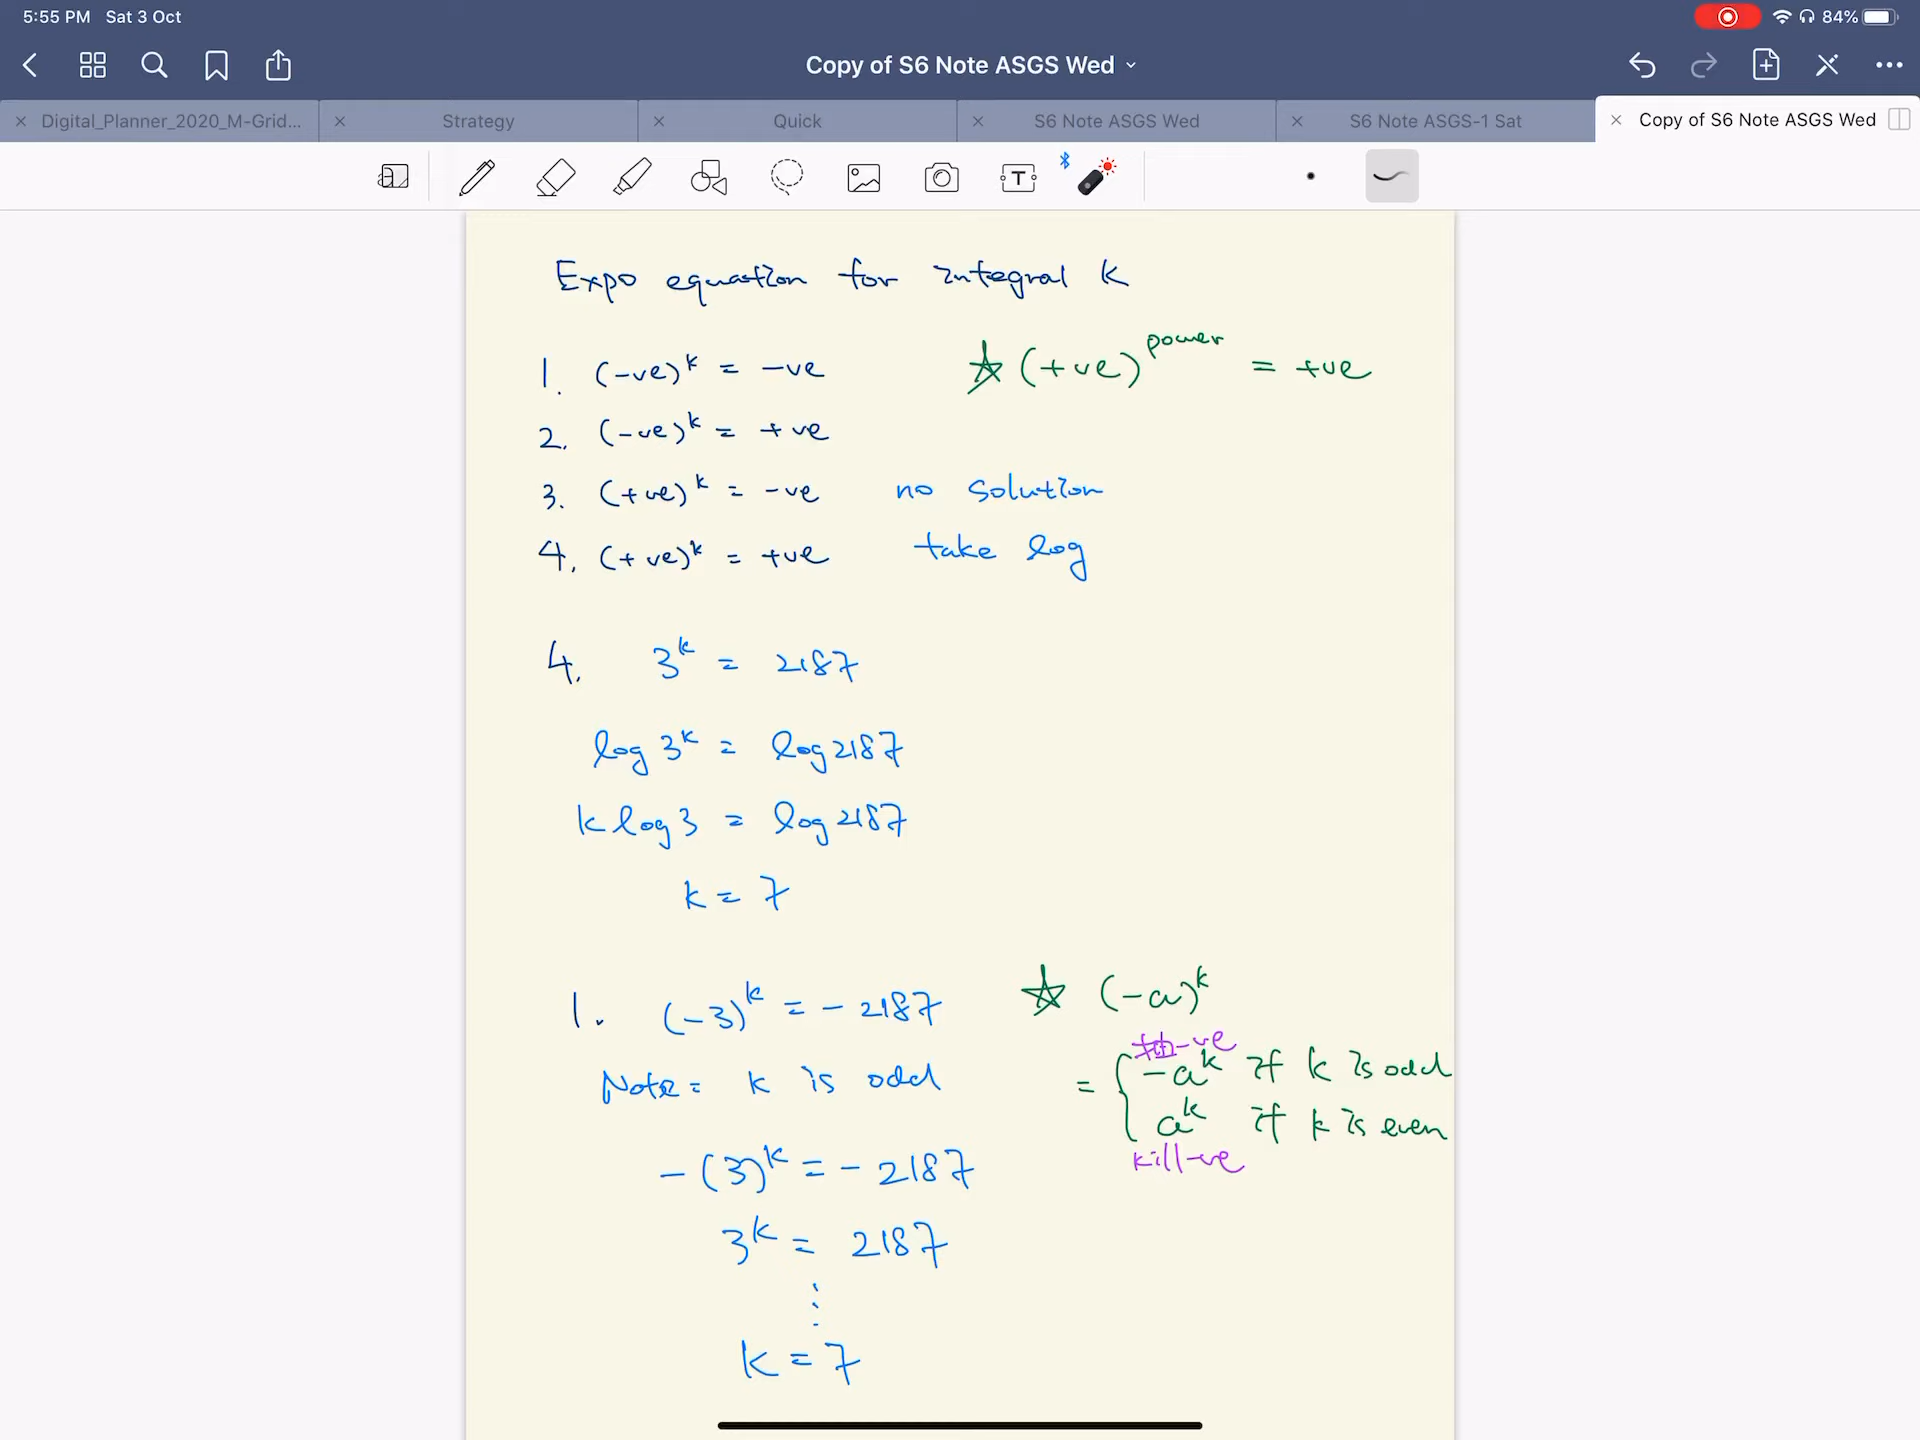 5:55 PM Sat 3 Oct
84%
Copy of S6 Note ASGS Wed
Digital_Planner_2020_M-Grid...
Strategy
Quick
S6 Note ASGS Wed
S6 Note ASGS-1 Sat
Copy of S6 Note ASGS Wed
Expo equation for integral k
1. (-ve)^k = -ve
☆ (+ve)^power = +ve
2. (-ve)^k = +ve
3. (+ve)^k = -ve no solution
4. (+ve)^k = +ve take log
4. 3^k = 2187
log 3^k = log 2187
k log 3 = log 2187
k = 7
1. (-3)^k = -2187
☆ (-a)^k
-ve
= { -a^k if k is odd
a^k if k is even
kill-ve
Note: k is odd
-(3)^k = -2187
3^k = 2187
⋮
k = 7